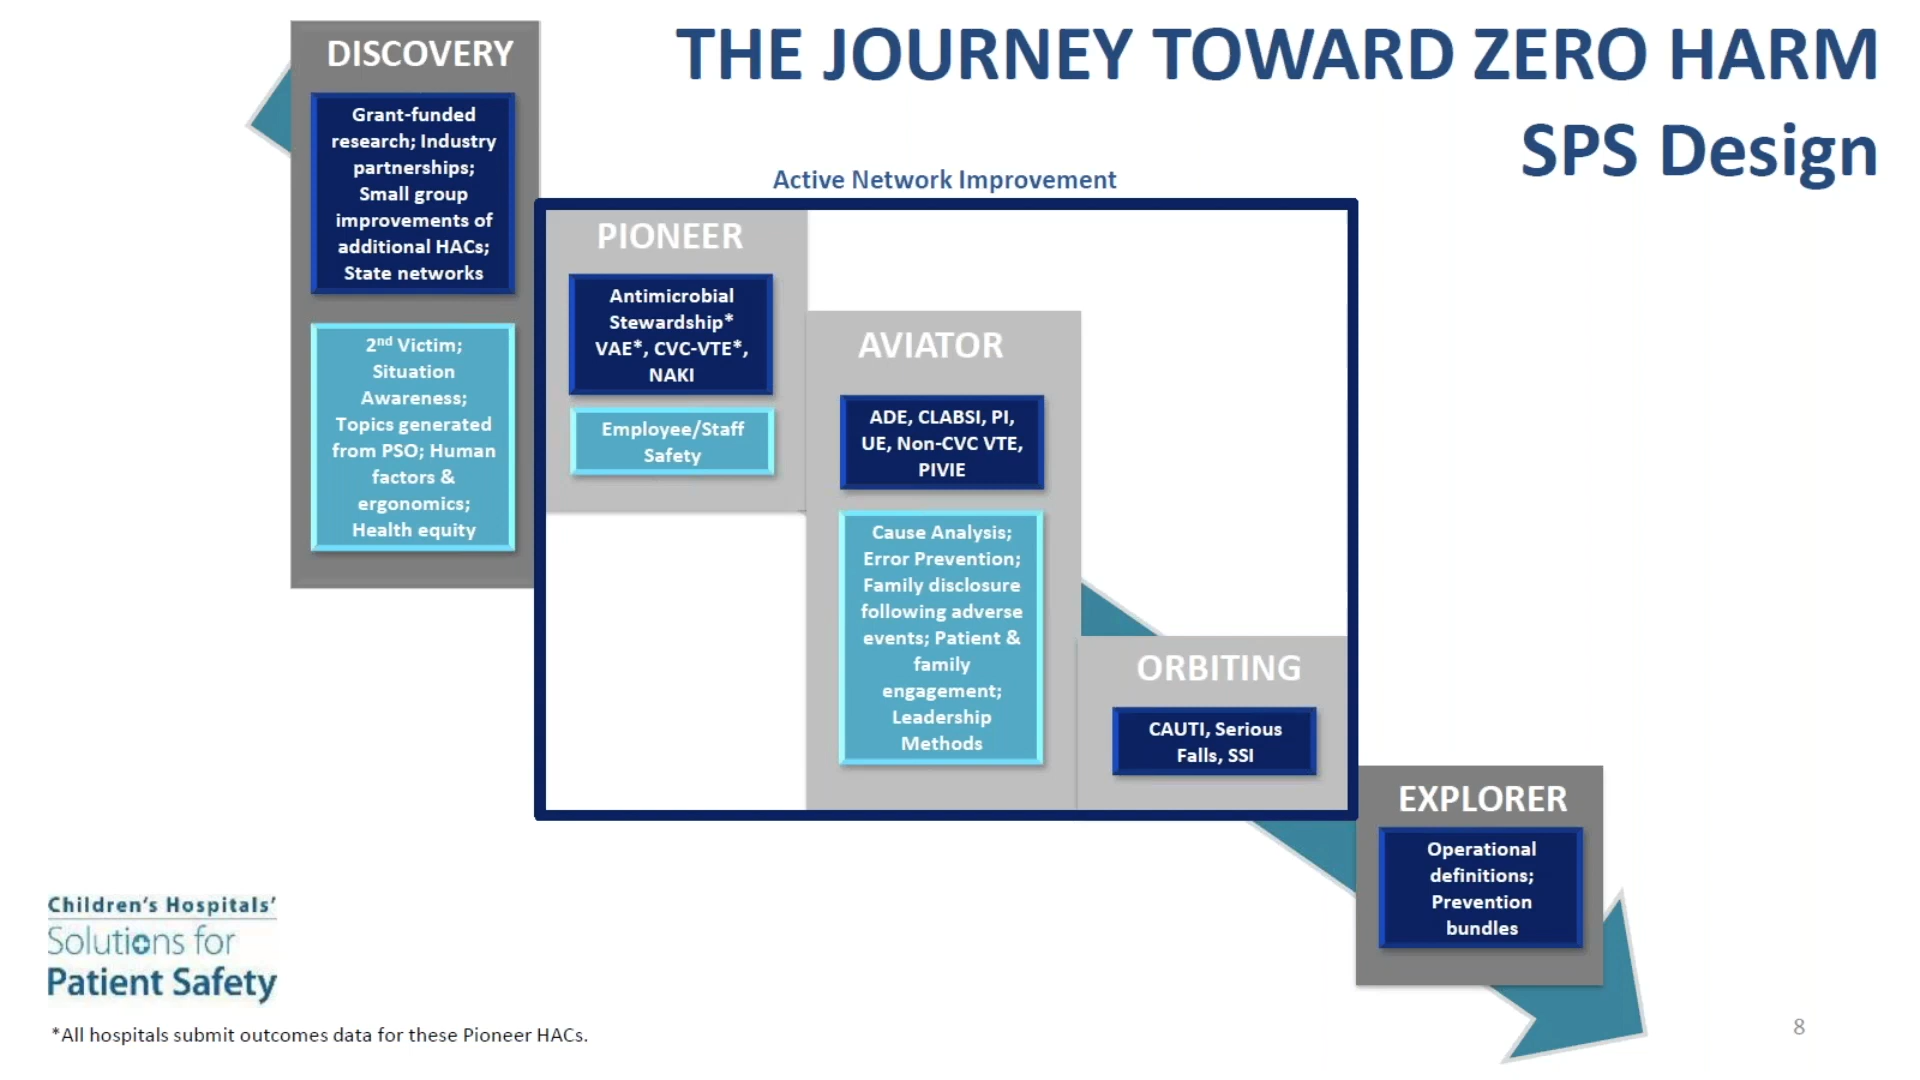 THE JOURNEY TOWARD ZERO HARM
SPS Design
DISCOVERY
Grant-funded
research; Industry
partnerships;
Small group
improvements of
additional HACs;
State networks
2nd Victim;
Situation
Awareness;
Topics generated
from PSO; Human
factors &
ergonomics;
Health equity
Active Network Improvement
PIONEER
Antimicrobial
Stewardship*
VAE*, CVC-VTE*,
NAKI
Employee/Staff
Safety
AVIATOR
ADE, CLABSI, PI,
UE, Non-CVC VTE,
PIVIE
Cause Analysis;
Error Prevention;
Family disclosure
following adverse
events; Patient &
family
engagement;
Leadership
Methods
ORBITING
CAUTI, Serious
Falls, SSI
EXPLORER
Operational
definitions;
Prevention
bundles
Children's Hospitals'
Solutions for
Patient Safety
*All hospitals submit outcomes data for these Pioneer HACs.
8